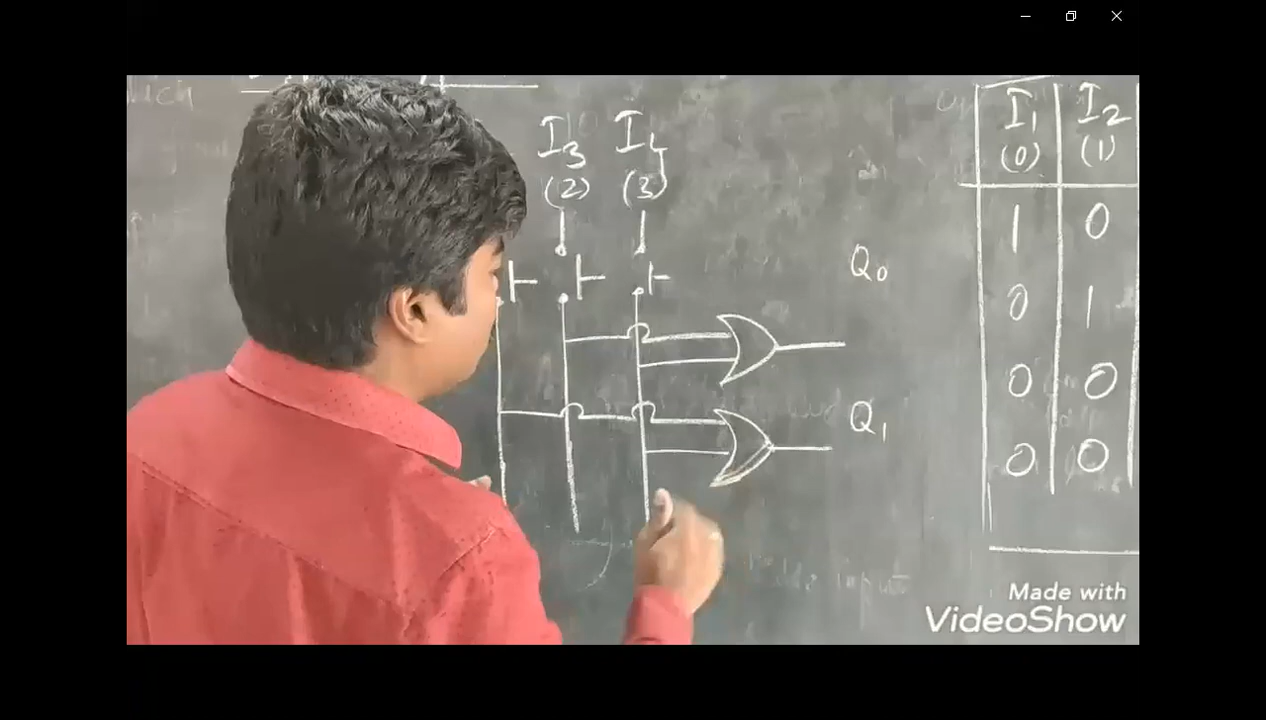 I3 I4
(2) (3)
Q0
Q1
I1 I2
(0) (1)
1 0
0 1
0 0
0 0
Made with
VideoShow